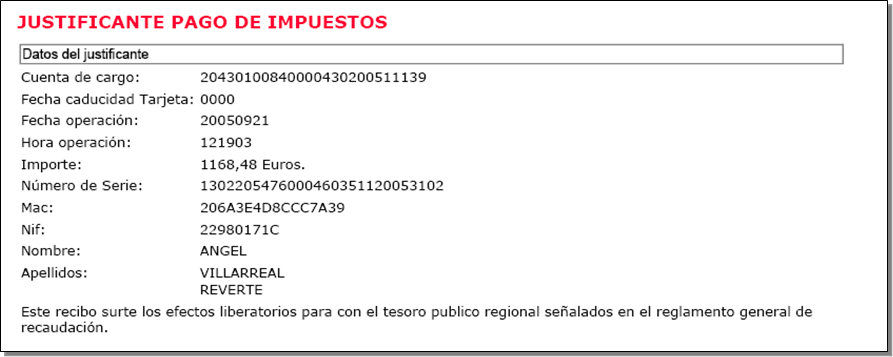 JUSTIFICANTE PAGO DE IMPUESTOS
Datos del justificante
Cuenta de cargo: 20430100840000430200511139
Fecha caducidad Tarjeta: 0000
Fecha operación: 20050921
Hora operación: 121903
Importe: 1168,48 Euros.
Número de Serie: 1302205476000460351120053102
Mac: 206A3E4D8CCC7A39
Nif: 22980171C
Nombre: ANGEL
Apellidos: VILLARREAL
REVERTE
Este recibo surte los efectos liberatorios para con el tesoro publico regional señalados en el reglamento general de
recaudación.